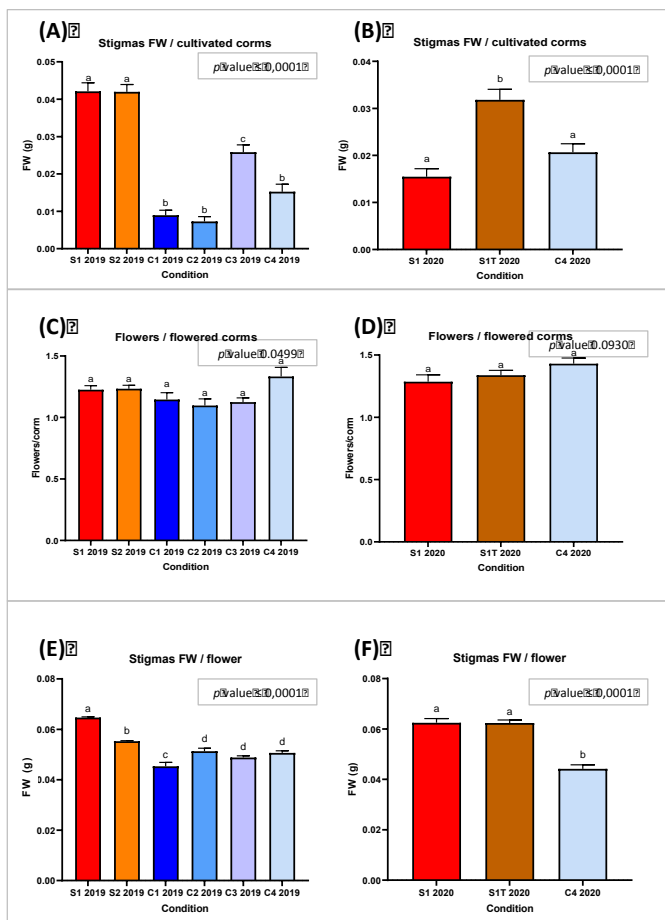 (A)
Stigmas FW / cultivated corms
p value ≤ 0,0001
FW (g)
0.05
0.04
0.03
0.02
0.01
0.00
a
a
b
b
c
b
S1 2019
S2 2019
C1 2019
C2 2019
C3 2019
C4 2019
Condition
(B)
Stigmas FW / cultivated corms
p value ≤ 0,0001
FW (g)
0.04
0.03
0.02
0.01
0.00
a
b
a
S1 2020
S1T 2020
C4 2020
Condition
(C)
Flowers / flowered corms
p value 0.0499
Flowers/corm
1.5
1.0
0.5
0.0
a
a
a
a
a
a
S1 2019
S2 2019
C1 2019
C2 2019
C3 2019
C4 2019
Condition
(D)
Flowers / flowered corms
p value 0.0930
Flowers/corm
1.5
1.0
0.5
0.0
a
a
a
S1 2020
S1T 2020
C4 2020
Condition
(E)
Stigmas FW / flower
p value ≤ 0,0001
FW (g)
0.08
0.06
0.04
0.02
0.00
a
b
c
d
d
d
S1 2019
S2 2019
C1 2019
C2 2019
C3 2019
C4 2019
Condition
(F)
Stigmas FW / flower
p value ≤ 0,0001
FW (g)
0.08
0.06
0.04
0.02
0.00
a
a
b
S1 2020
S1T 2020
C4 2020
Condition